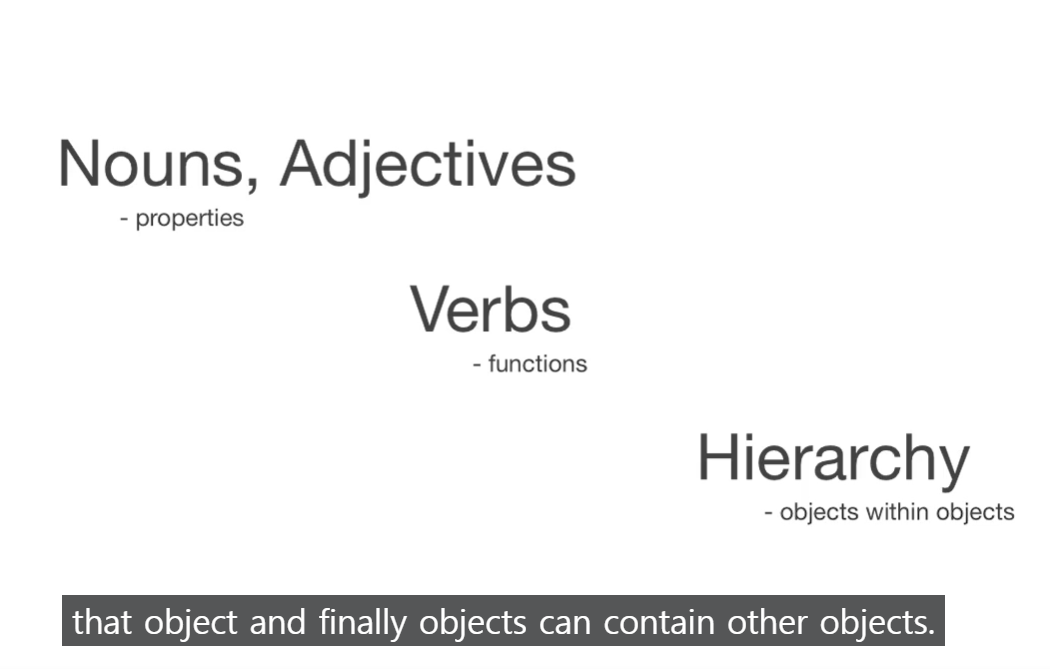 Nouns, Adjectives
- properties
Verbs
- functions
Hierarchy
- objects within objects
that object and finally objects can contain other objects.